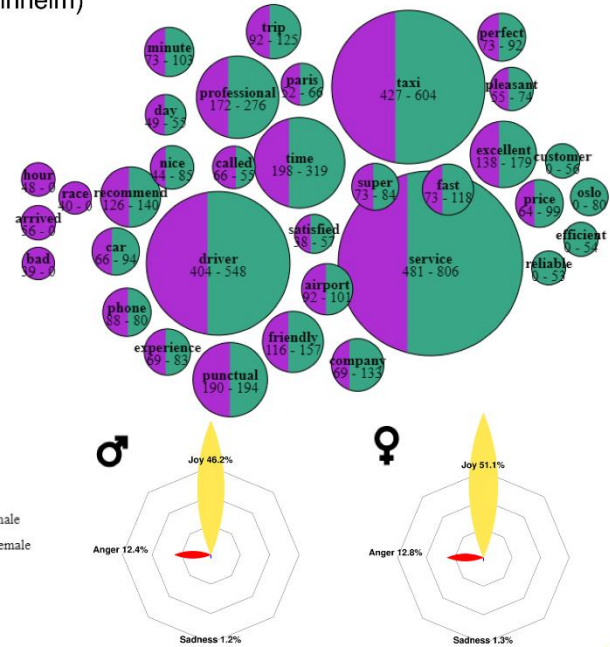 inheim)
trip
92 - 125
perfect
73 - 92
minute
73 - 103
taxi
427 - 604
paris
52 - 66
pleasant
55 - 74
professional
172 - 276
day
49 - 55
excellent
138 - 179
customer
0 - 56
time
198 - 319
nice
44 - 85
called
66 - 55
hour
48 - 0
super
73 - 84
fast
73 - 118
race
40 - 0
recommend
126 - 140
price
64 - 99
oslo
0 - 80
arrived
56 - 0
satisfied
38 - 57
efficient
0 - 54
car
66 - 94
bad
39 - 0
driver
404 - 548
service
481 - 806
reliable
0 - 53
airport
92 - 101
phone
88 - 80
friendly
116 - 157
experience
69 - 83
company
69 - 133
punctual
190 - 194
Joy 46.2%
Anger 12.4%
Sadness 1.2%
Joy 51.1%
Anger 12.8%
Sadness 1.3%
nale
emale